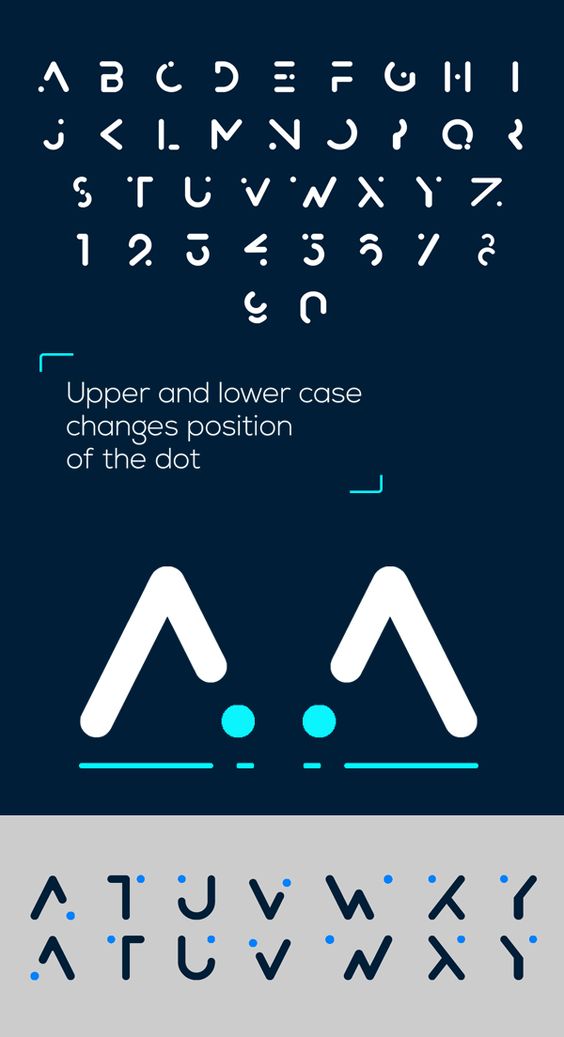 A B C D E F G H I
J K L M N O P Q R
S T U V W X Y Z
1 2 3 4 5 6 7 8
9 0
Upper and lower case
changes position
of the dot
A A
A T U V W X Y
A T U V W X Y